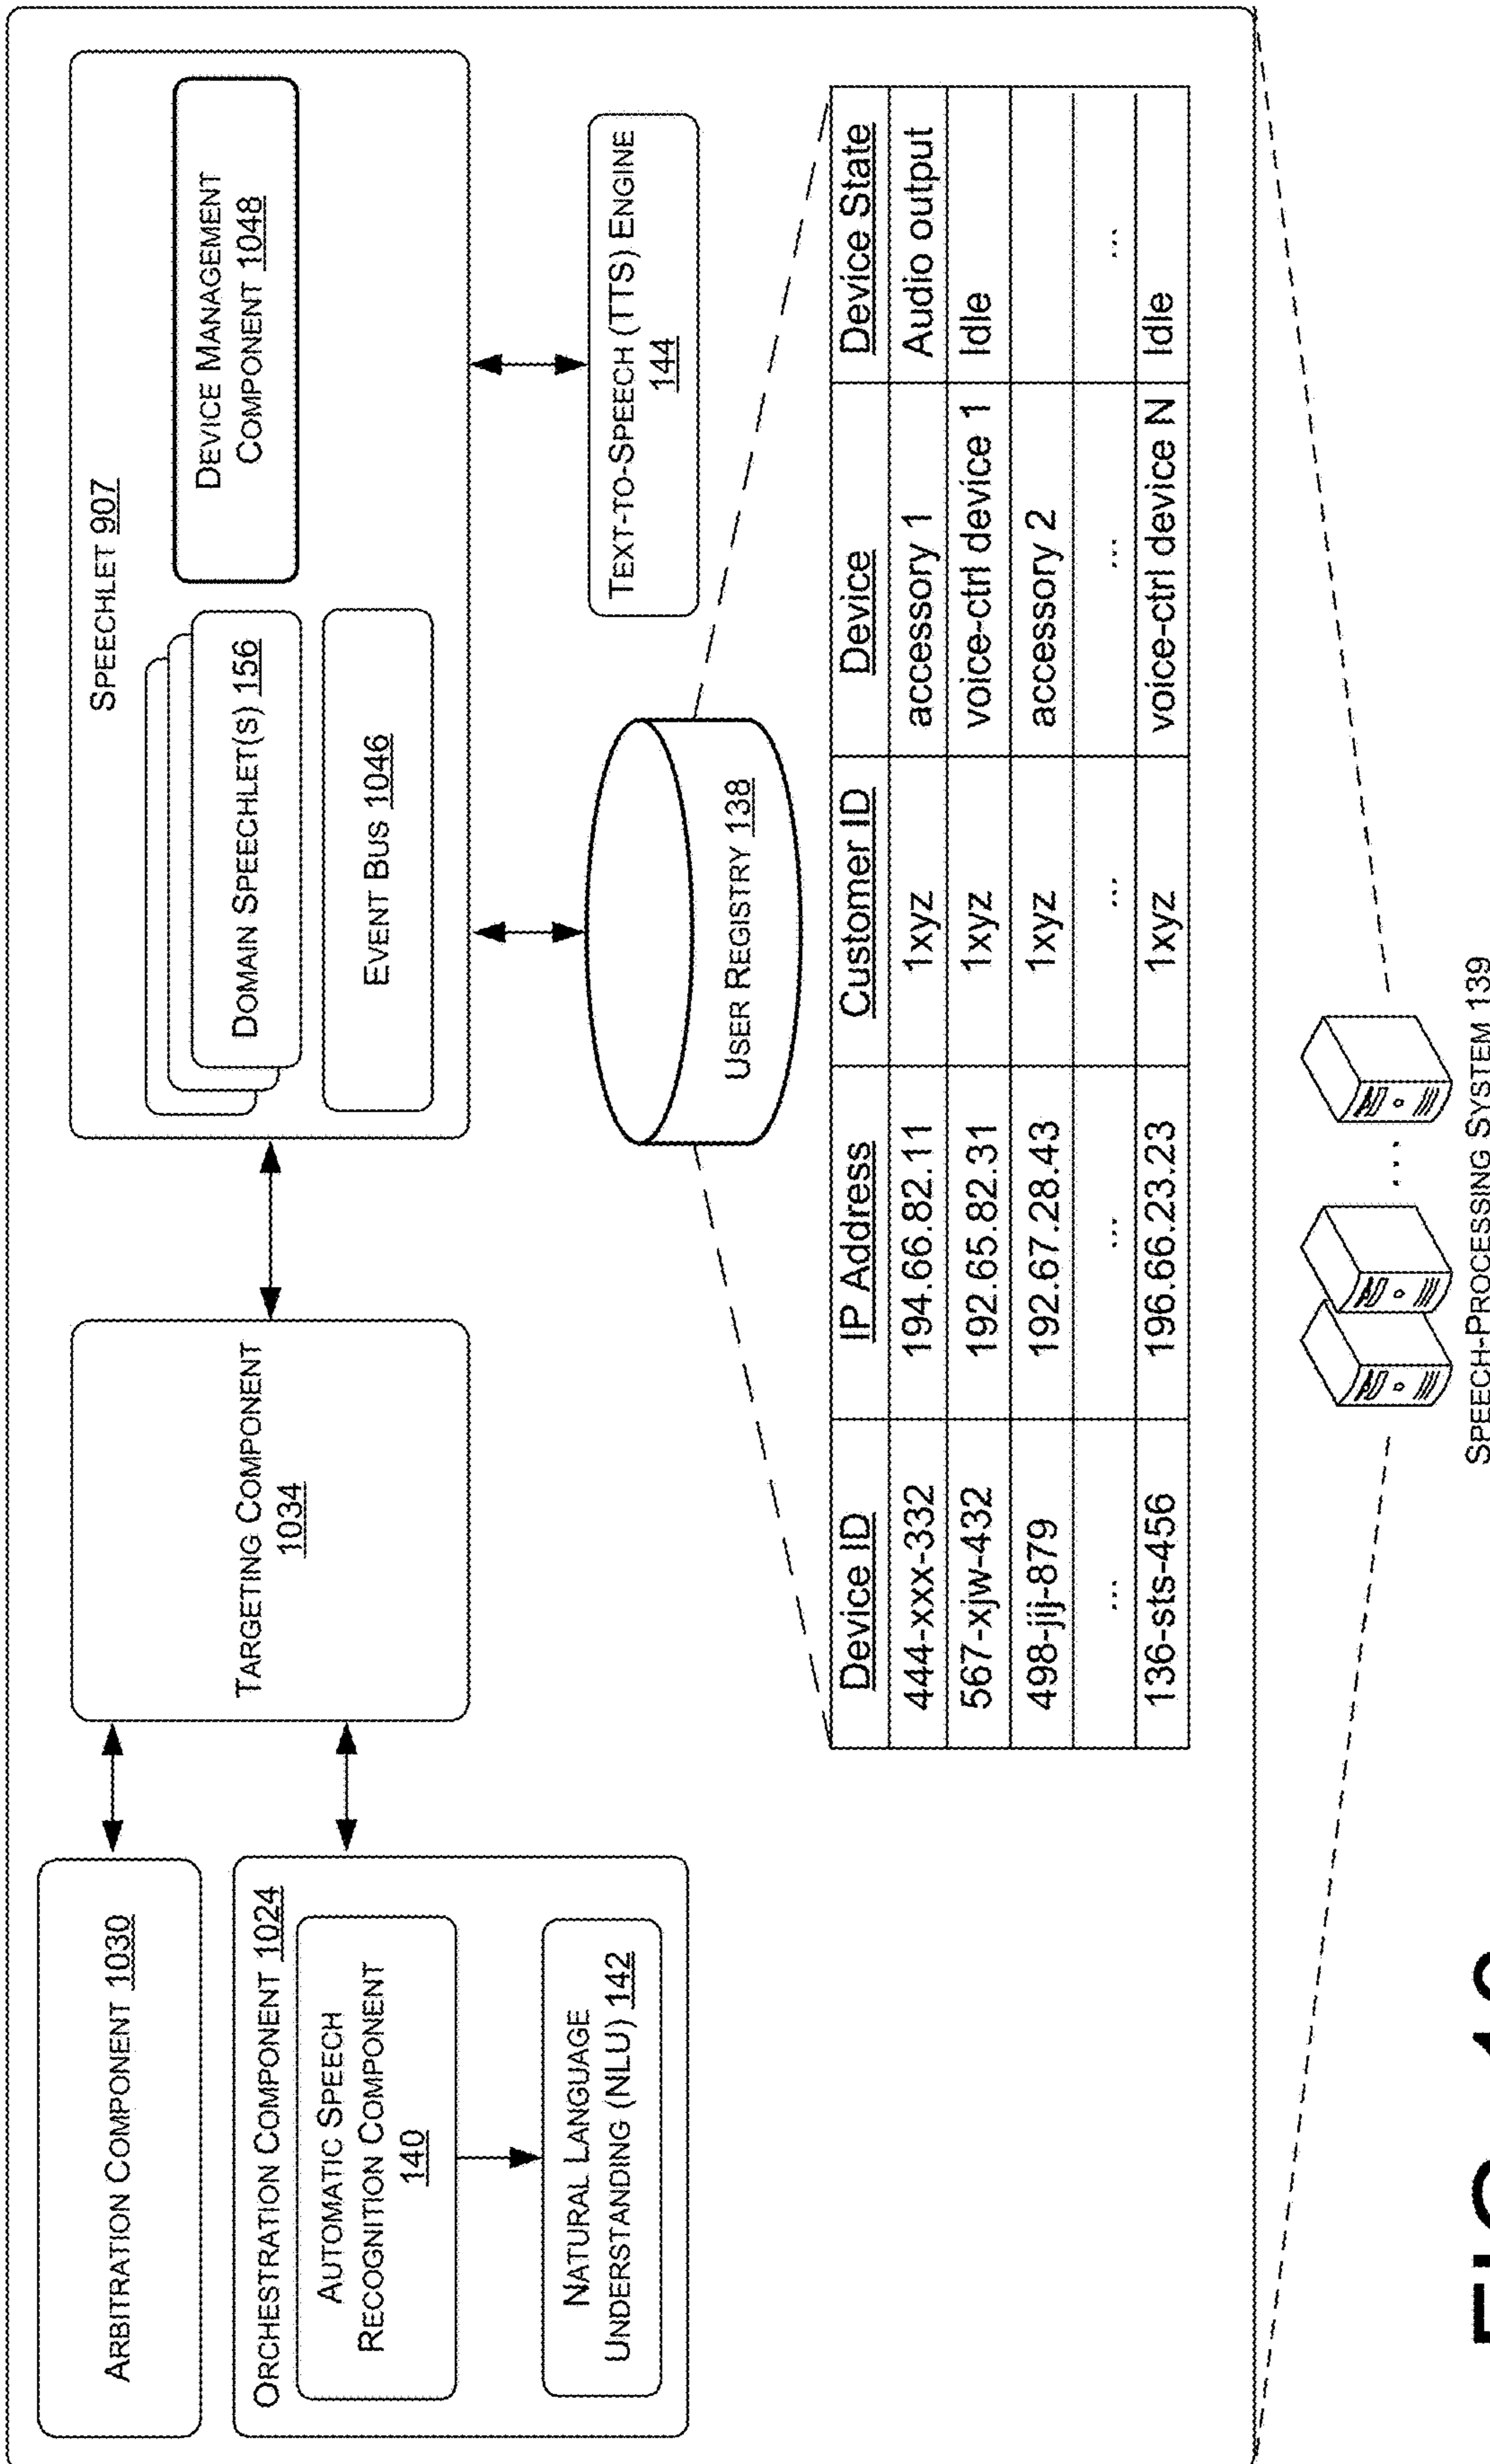 ARBITRATION COMPONENT 1030
ORCHESTRATION COMPONENT 1024
AUTOMATIC SPEECH
RECOGNITION COMPONENT
140
NATURAL LANGUAGE
UNDERSTANDING (NLU) 142
TARGETING COMPONENT
1034
SPEECHLET 907
DOMAIN SPEECHLET(S) 156
EVENT BUS 1046
DEVICE MANAGEMENT
COMPONENT 1048
TEXT-TO-SPEECH (TTS) ENGINE
144
USER REGISTRY 138
Device ID IP Address Customer ID Device Device State
444-xxx-332 194.66.82.11 1xyz accessory 1 Audio output
567-xjw-432 192.65.82.31 1xyz voice-ctrl device 1 Idle
498-jij-879 192.67.28.43 1xyz accessory 2
... ... ... ... ...
136-sts-456 196.66.23.23 1xyz voice-ctrl device N Idle
...
SPEECH-PROCESSING SYSTEM 139